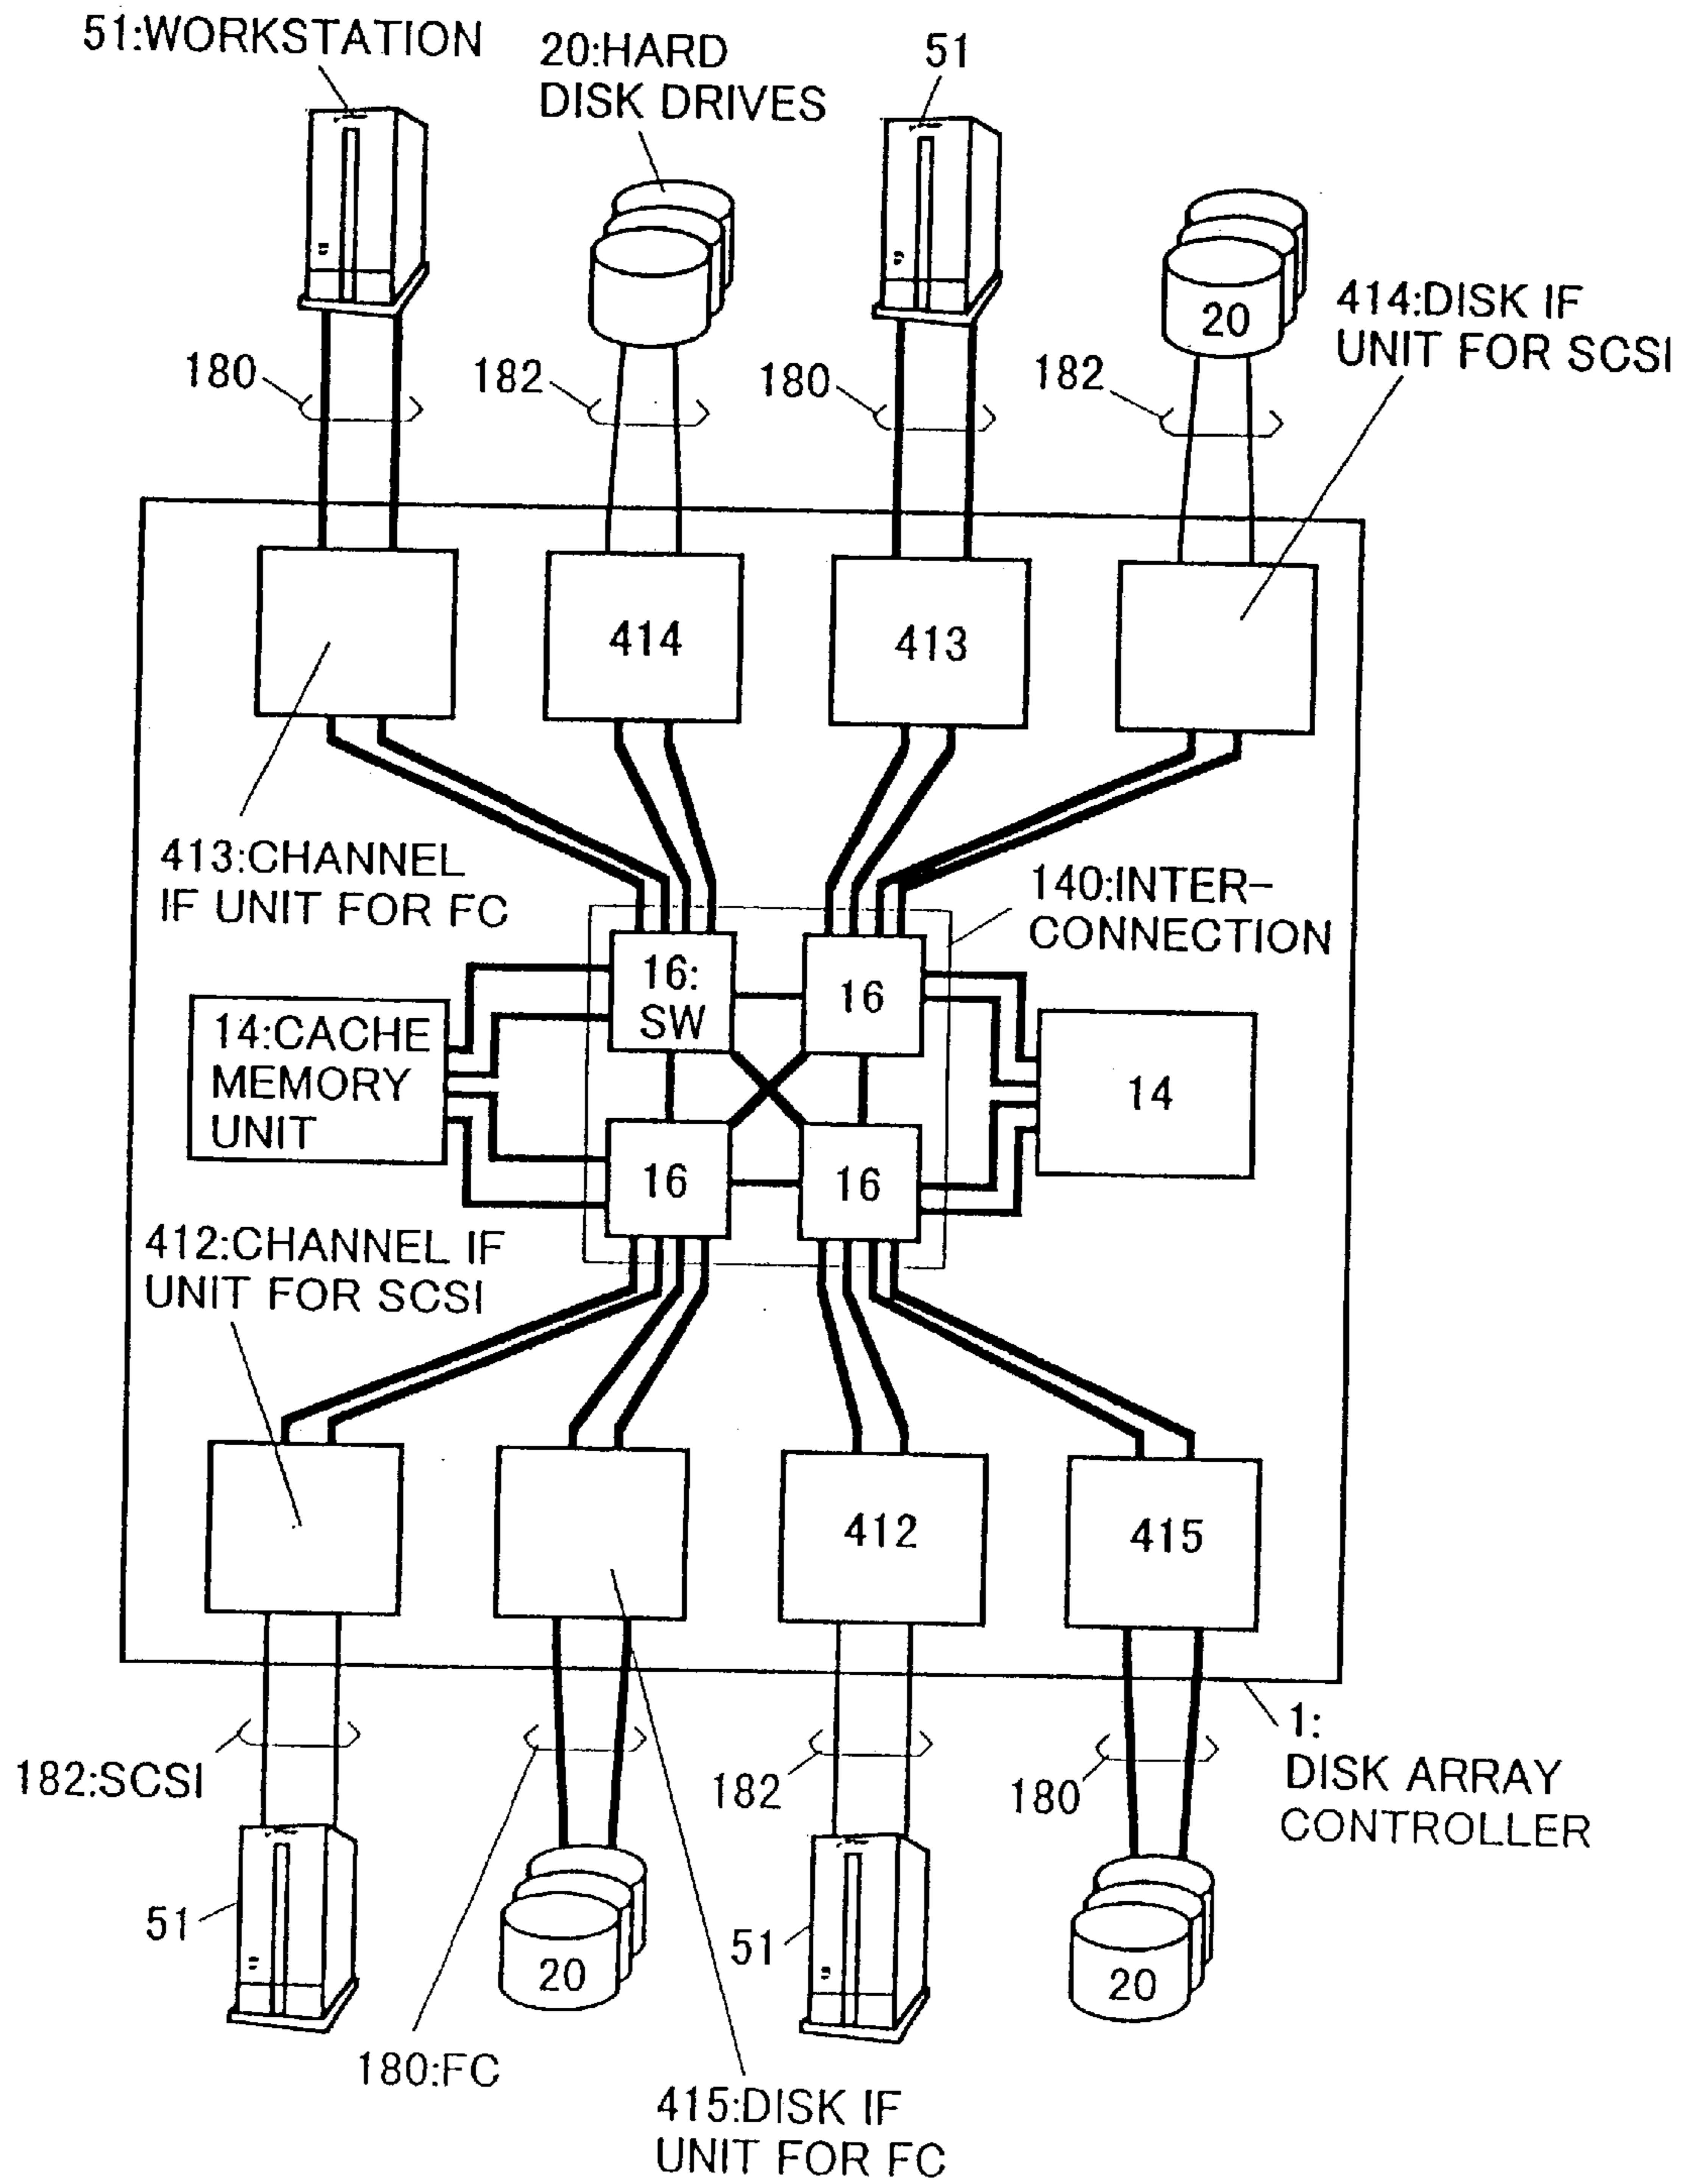 51:WORKSTATION
20:HARD
DISK DRIVES
51
20
414:DISK IF
UNIT FOR SCSI
180
182
180
182
414
413
413:CHANNEL
IF UNIT FOR FC
140:INTER-
CONNECTION
16:
SW
16
14:CACHE
MEMORY
UNIT
14
16
16
412:CHANNEL IF
UNIT FOR SCSI
412
415
182:SCSI
182
180
1:
DISK ARRAY
CONTROLLER
51
20
51
20
180:FC
415:DISK IF
UNIT FOR FC